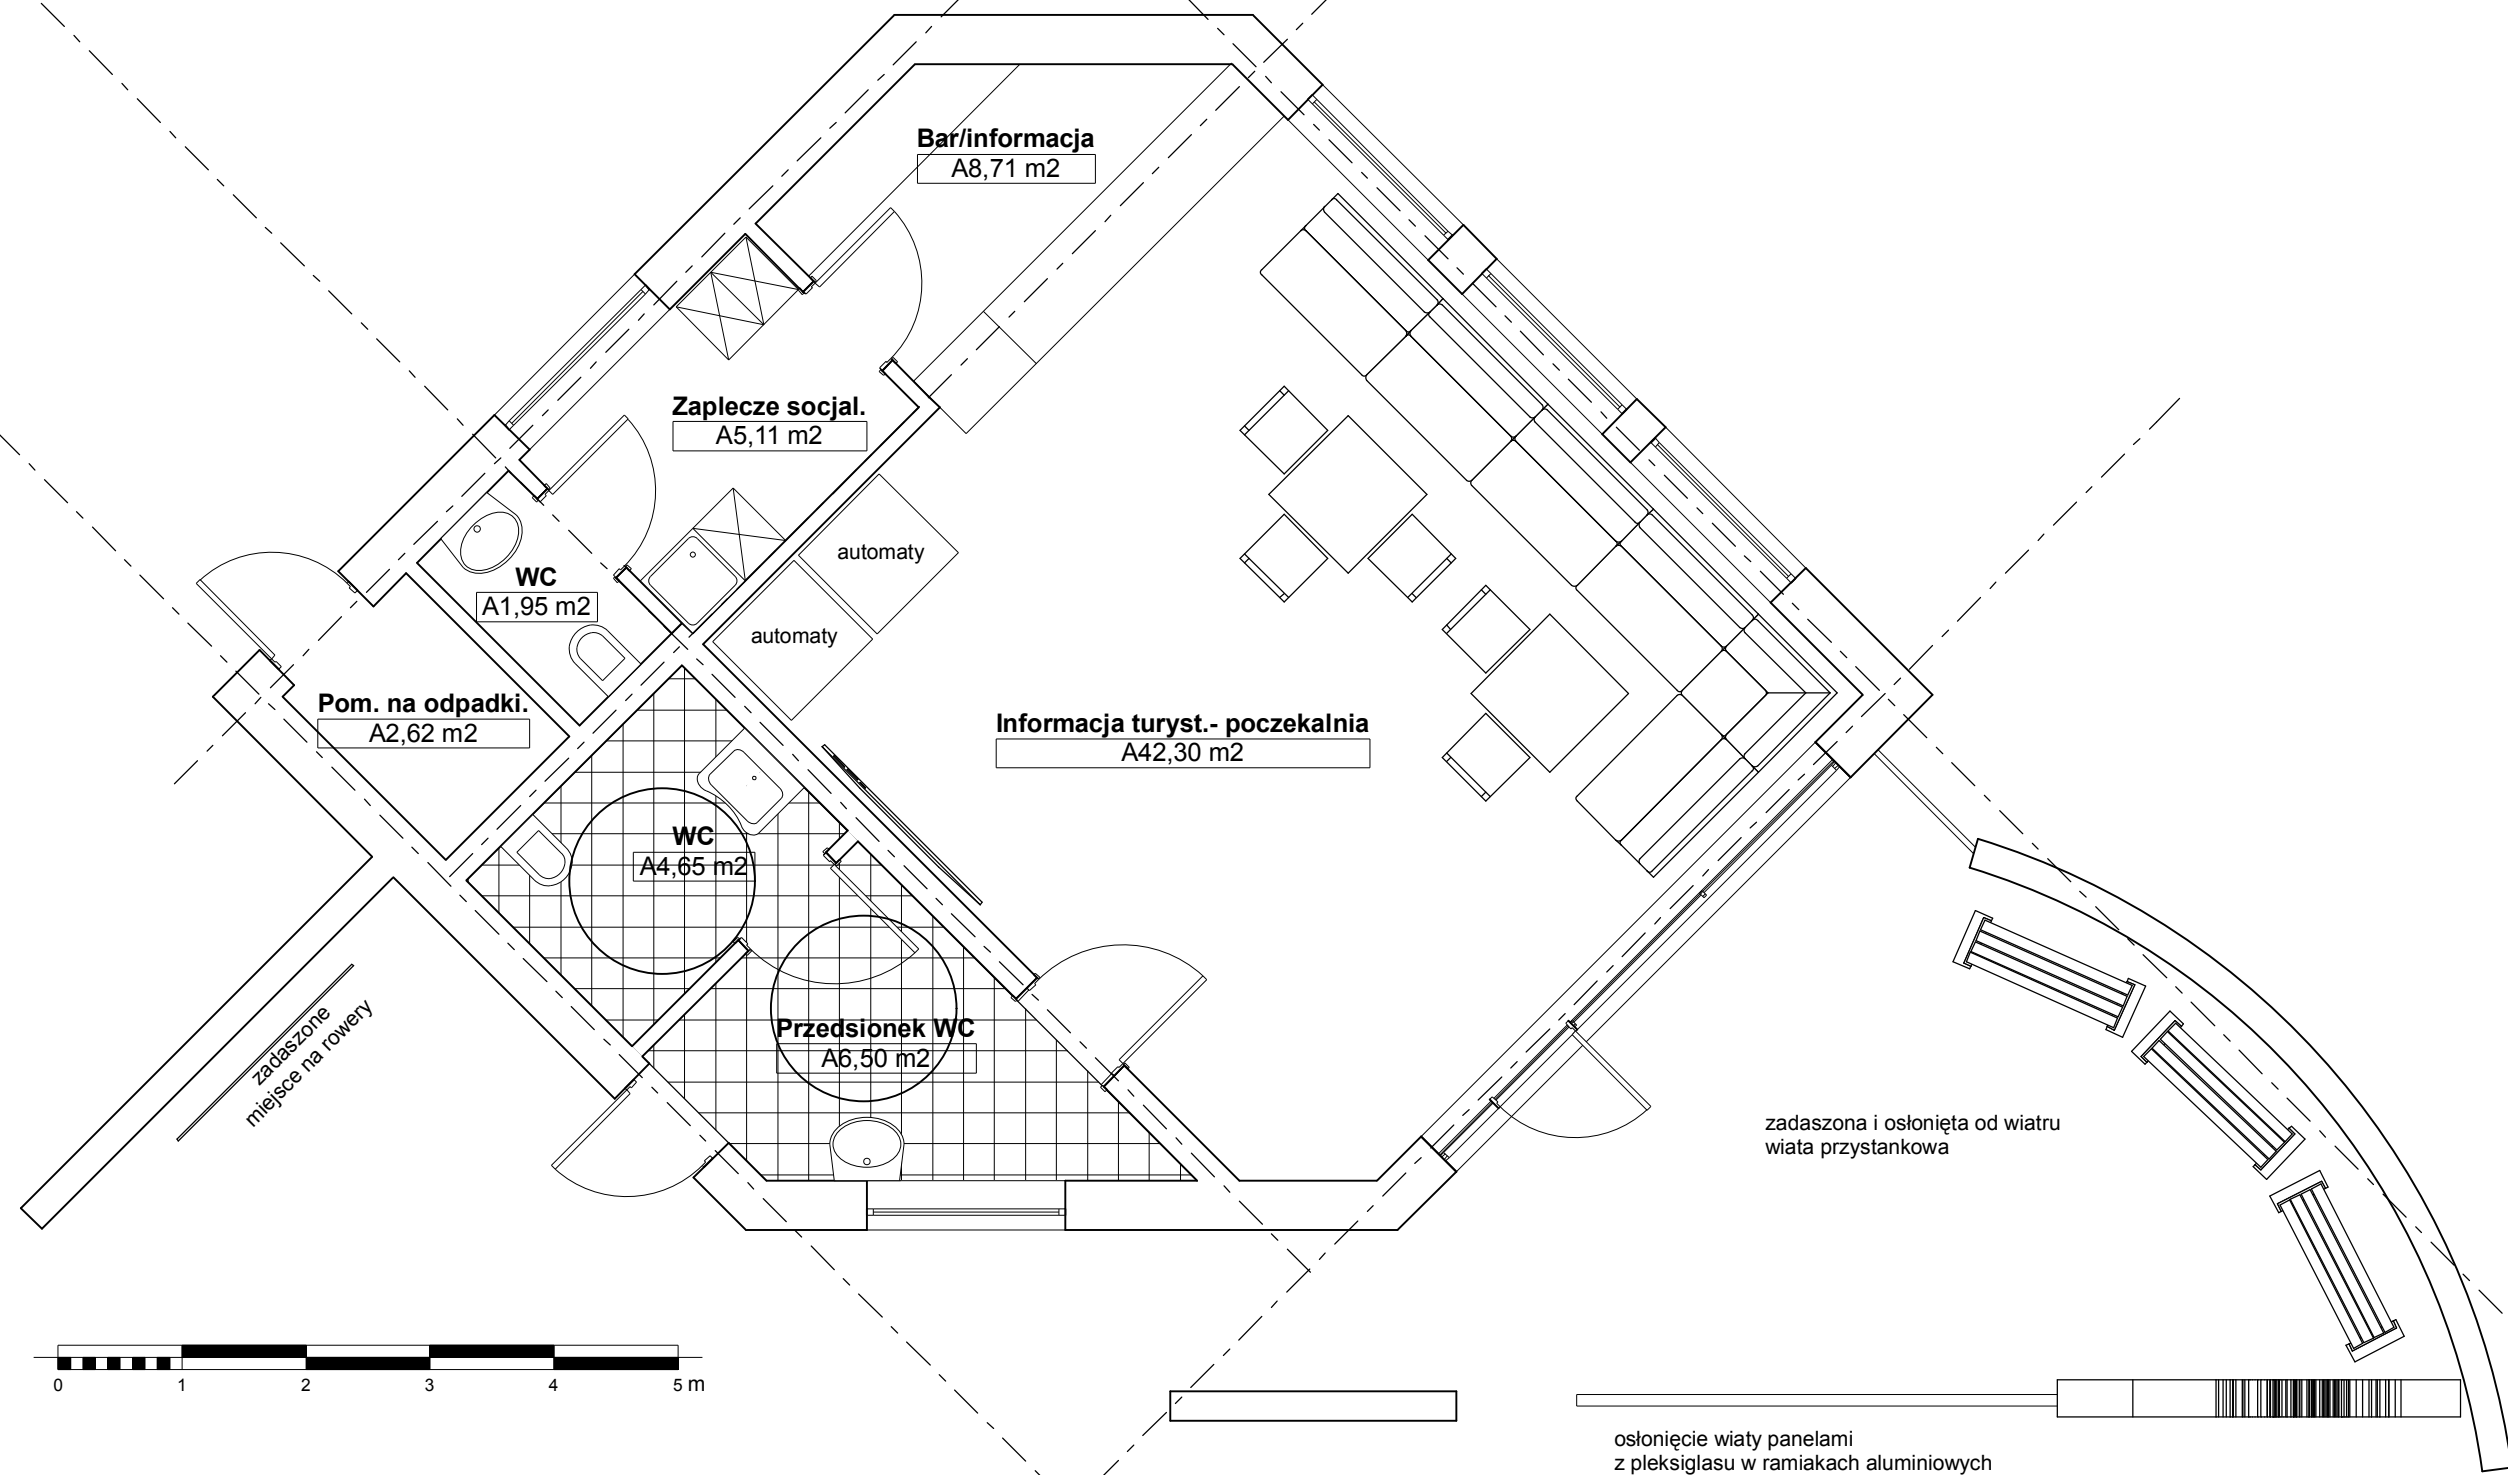 Bar/informacja
A8,71 m2
Zaplecze socjal.
A5,11 m2
automaty
WC
A1,95 m2
automaty
Pom. na odpadki.
A2,62 m2
Informacja turyst.- poczekalnia
A42,30 m2
WC
A4,65 m2
Przedsionek WC
A6,50 m2
zadaszone
miejsce na rowery
zadaszona i osłonięta od wiatru
wiata przystankowa
0 1 2 3 4 5 m
osłonięcie wiaty panelami
z pleksiglasu w ramiakach aluminiowych